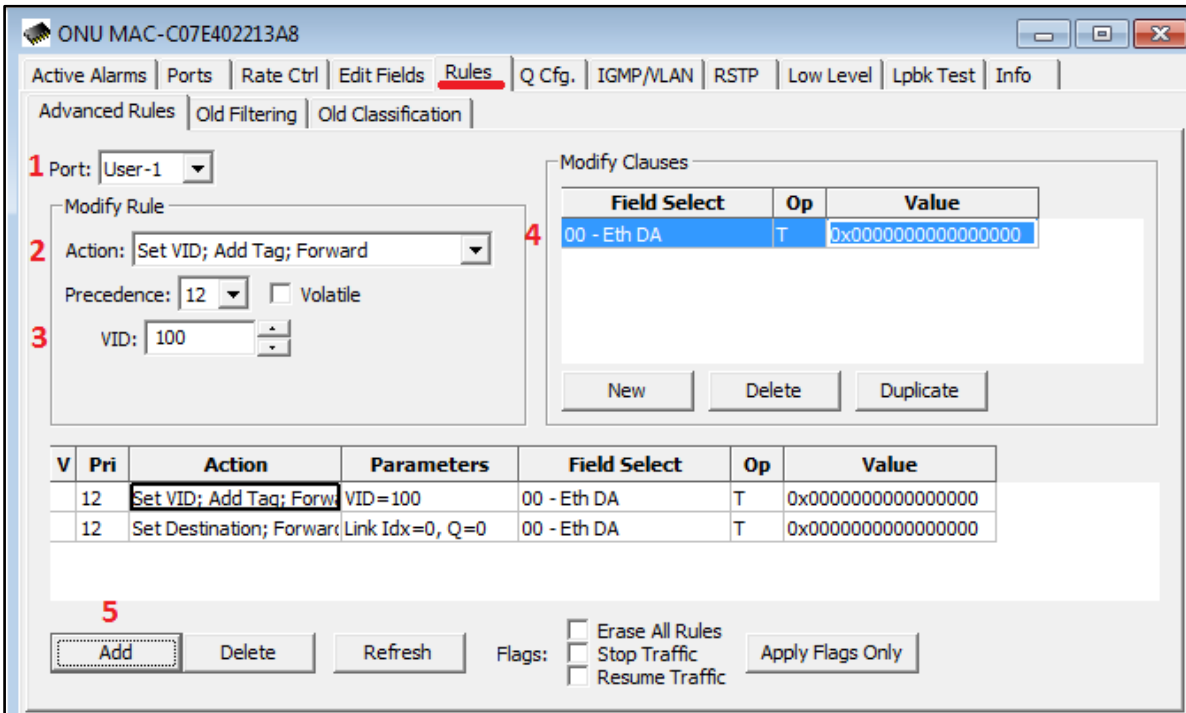 ONU MAC-C07E402213A8
Active Alarms Ports Rate Ctrl Edit Fields Rules Q Cfg. IGMP/VLAN RSTP Low Level Lpbk Test Info
Advanced Rules Old Filtering Old Classification
1 Port: User-1
Modify Rule
2 Action: Set VID; Add Tag; Forward
Precedence: 12 Volatile
3 VID: 100
Modify Clauses
Field Select Op Value
4 00 - Eth DA T 0x0000000000000000
New Delete Duplicate
V Pri Action Parameters Field Select Op Value
12 Set VID; Add Tag; Forwa VID=100 00 - Eth DA T 0x0000000000000000
12 Set Destination; Forward Link Idx=0, Q=0 00 - Eth DA T 0x0000000000000000
5
Add Delete Refresh Flags: Erase All Rules
Stop Traffic
Resume Traffic
Apply Flags Only